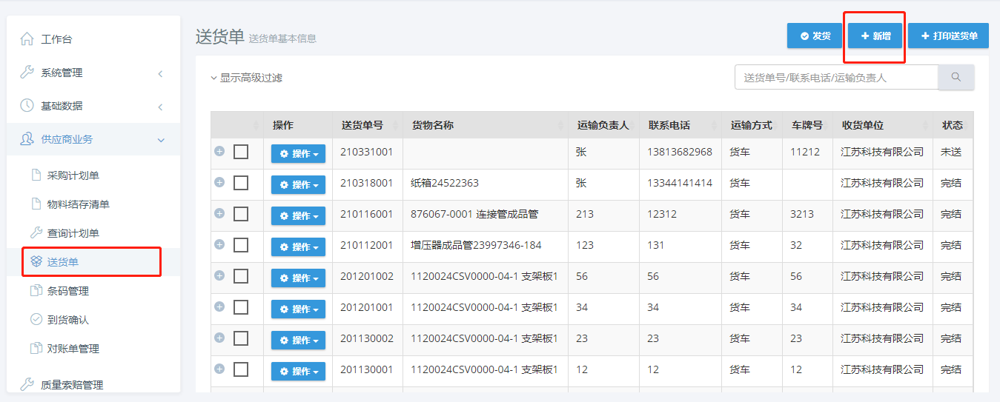 工作台
系统管理
基础数据
供应商业务
采购计划单
物料结存清单
查询计划单
送货单
条码管理
到货确认
对账单管理
质量索赔管理
送货单 送货单基本信息
发货 新增 打印送货单
显示高级过滤 送货单号/联系电话/运输负责人
操作 送货单号 货物名称 运输负责人 联系电话 运输方式 车牌号 收货单位 状态
操作 210331001 张 13813682968 货车 11212 江苏科技有限公司 未送
操作 210318001 纸箱24522363 张 13344141414 货车 江苏科技有限公司 完结
操作 210116001 876067-0001 连接管成品管 213 12312 货车 3213 江苏科技有限公司 完结
操作 210112001 增压器成品管23997346-184 123 131 货车 32 江苏科技有限公司 完结
操作 201201002 1120024CSV0000-04-1 支架板1 56 56 货车 56 江苏科技有限公司 完结
操作 201201001 1120024CSV0000-04-1 支架板1 34 34 货车 34 江苏科技有限公司 完结
操作 201130002 1120024CSV0000-04-1 支架板1 23 23 货车 23 江苏科技有限公司 完结
操作 201130001 1120024CSV0000-04-1 支架板1 12 12 货车 12 江苏科技有限公司 完结